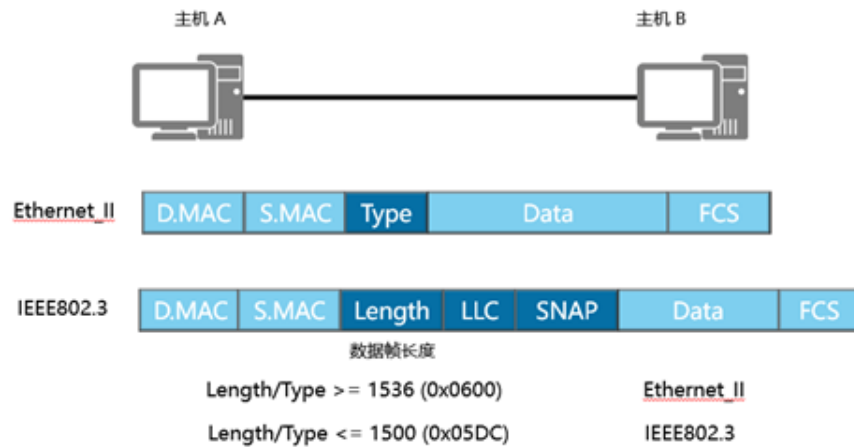 主机 A 主机 B
Ethernet_II D.MAC S.MAC Type Data FCS
IEEE802.3 D.MAC S.MAC Length LLC SNAP Data FCS
数据帧长度
Length/Type >= 1536 (0x0600) Ethernet_II
Length/Type <= 1500 (0x05DC) IEEE802.3